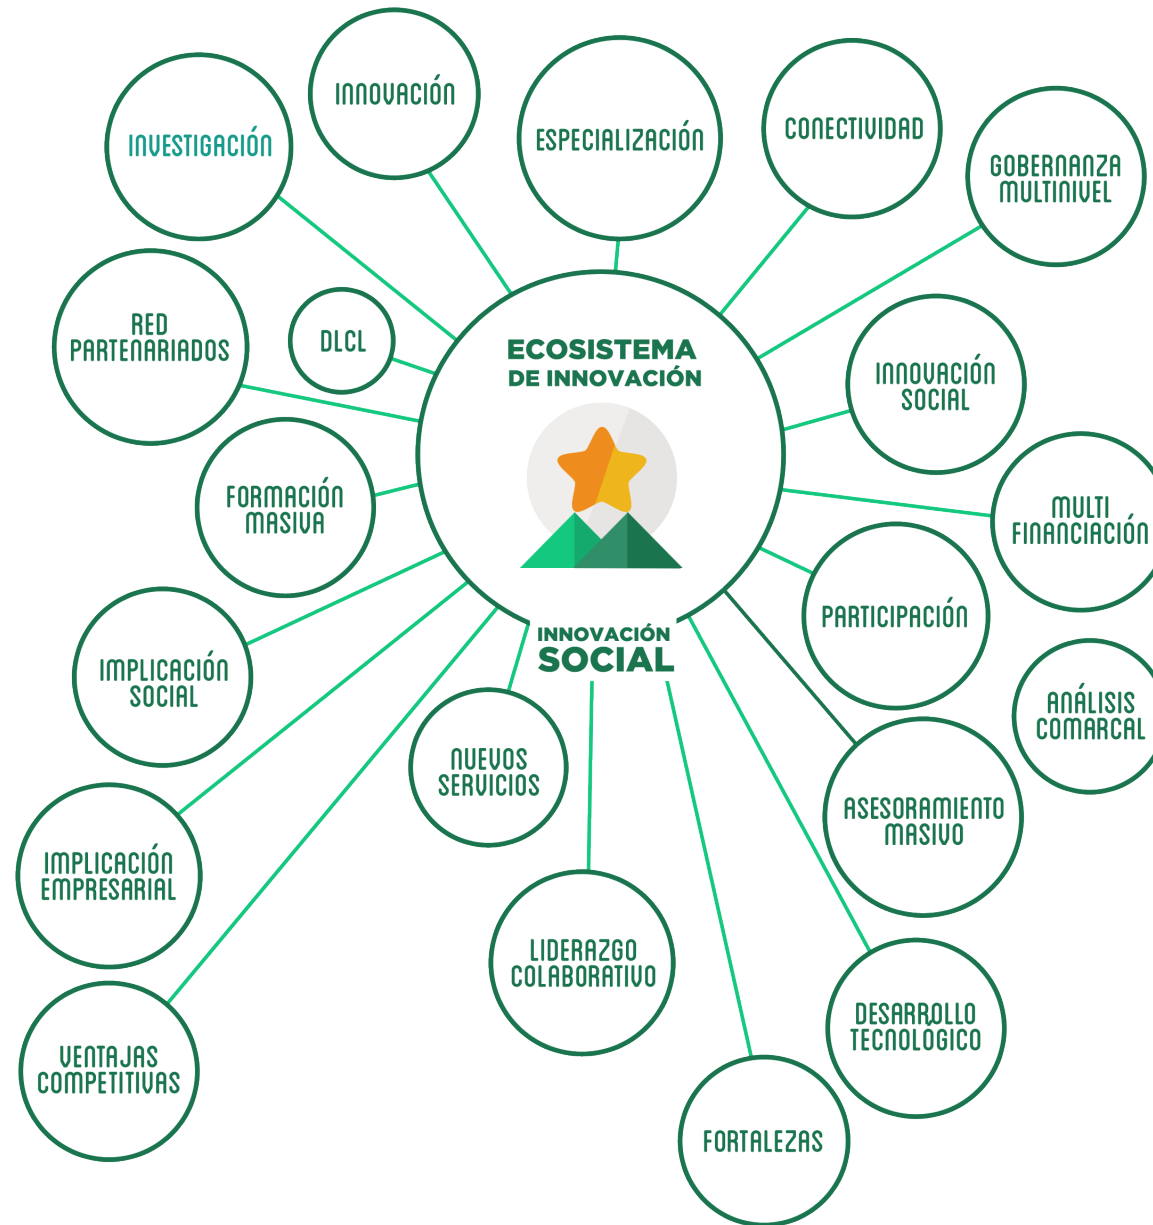 INNOVACIÓN
ESPECIALIZACIÓN
CONECTIVIDAD
INVESTIGACIÓN
GOBERNANZA
MULTINIVEL
RED
PARTENARIADOS
DLCL
ECOSISTEMA
DE INNOVACIÓN
INNOVACIÓN
SOCIAL
FORMACIÓN
MASIVA
MULTI
FINANCIACIÓN
PARTICIPACIÓN
IMPLICACIÓN
SOCIAL
INNOVACIÓN
SOCIAL
ANÁLISIS
COMARCAL
NUEVOS
SERVICIOS
ASESORAMIENTO
MASIVO
IMPLICACIÓN
EMPRESARIAL
LIDERAZGO
COLABORATIVO
DESARROLLO
TECNOLÓGICO
VENTAJAS
COMPETITIVAS
FORTALEZAS